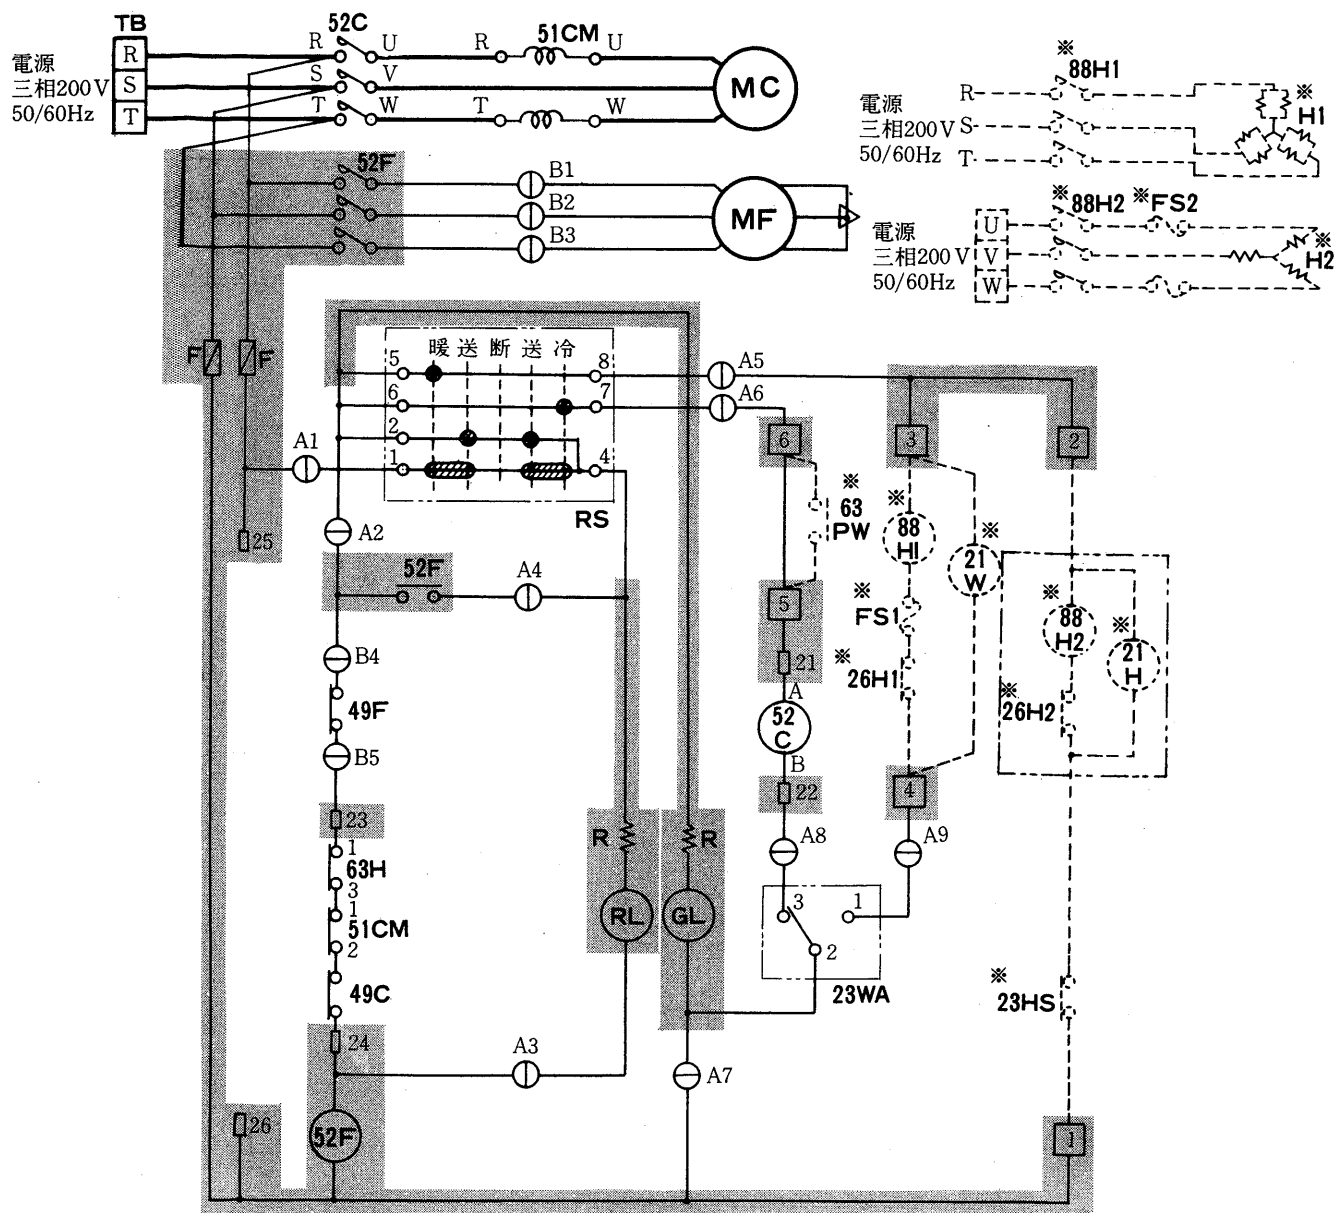 TB
52C
51CM
電源
三相200V
50/60Hz
R
S
T
R
S
T
U
V
W
R
T
U
W
MC
52F
B1
B2
B3
MF
※
88H1
電源
三相200V
50/60Hz
R
S
T
※
H1
※
88H2
※FS2
電源
三相200V
50/60Hz
U
V
W
※
H2
F
F
暖 送 断 送 冷
5
8
6
7
2
1
4
RS
A5
A6
A1
A2
25
52F
A4
6
3
2
※
63
PW
※
88
H1
※
21
W
5
※
FS1
21
※
26H1
※
88
H2
※
21
H
※
26H2
B4
49F
B5
A
52
C
B
22
4
23
1
63H
3
1
51CM
2
49C
24
R
R
RL
GL
A8
A9
3
1
2
23WA
※
23HS
A3
A7
26
52F
1